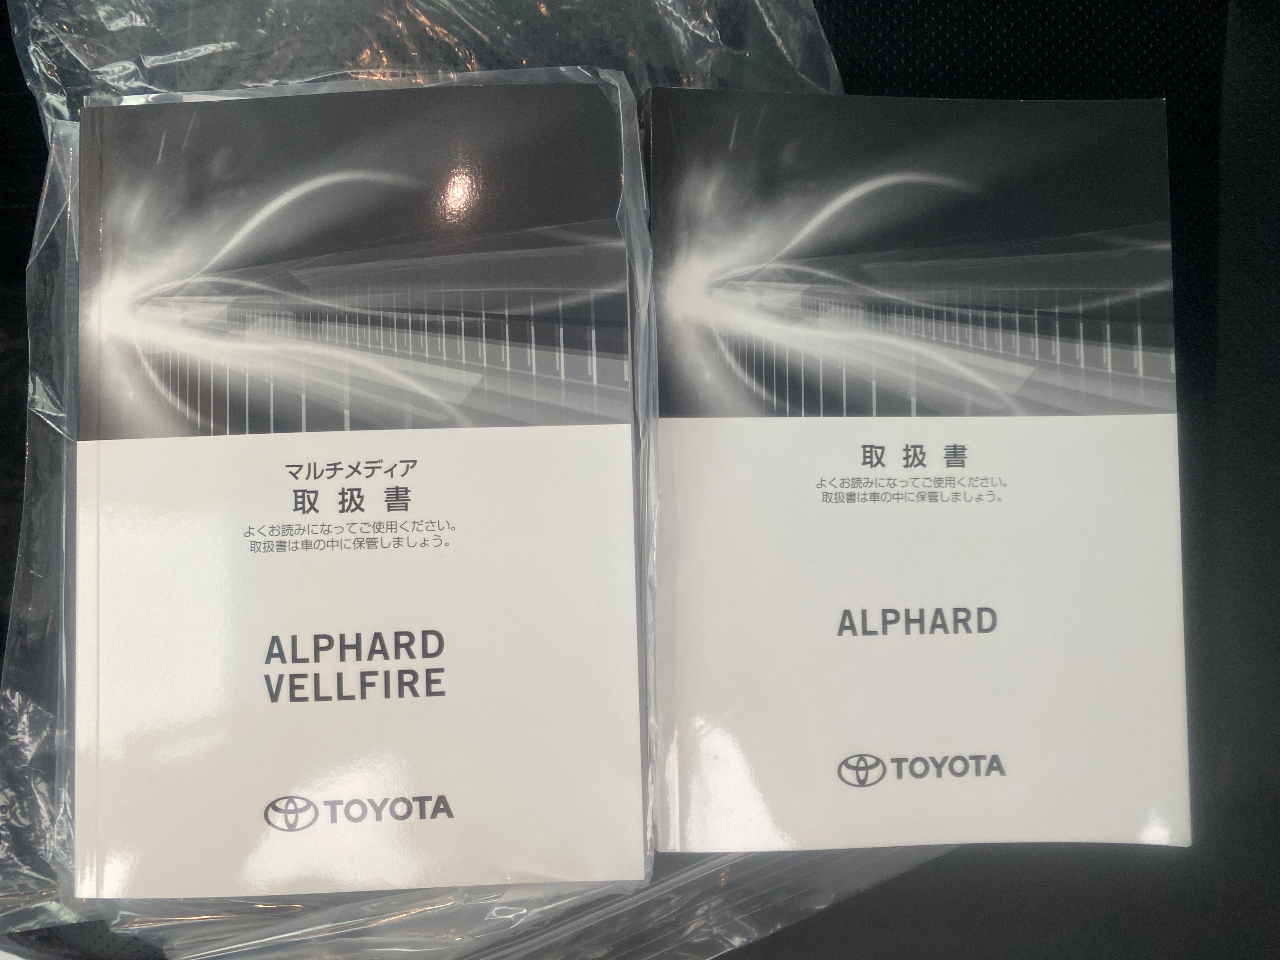 マルチメディア
取扱書
よくお読みになってご使用ください。
取扱書は車の中に保管しましょう。
ALPHARD
VELLFIRE
TOYOTA
取扱書
よくお読みになってご使用ください。
取扱書は車の中に保管しましょう。
ALPHARD
TOYOTA